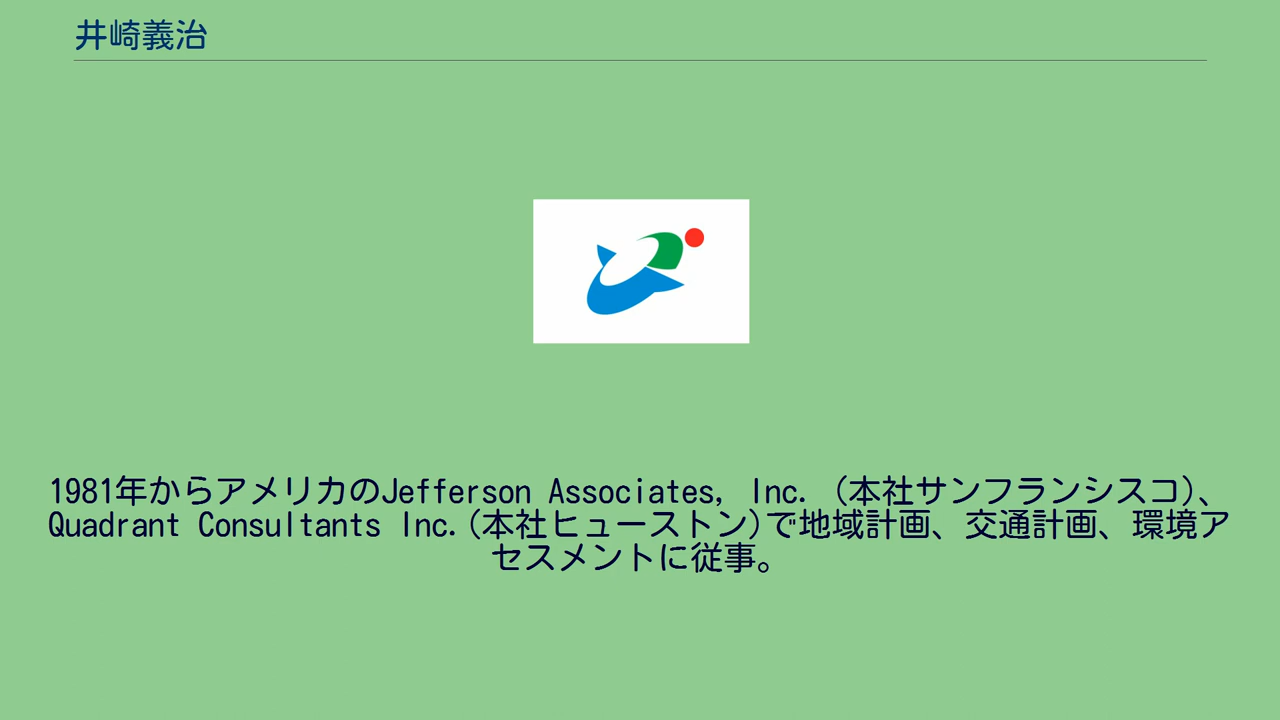 井崎義治
1981年からアメリカのJefferson Associates, Inc. (本社サンフランシスコ)、
Quadrant Consultants Inc.(本社ヒューストン)で地域計画、交通計画、環境ア
セスメントに従事。